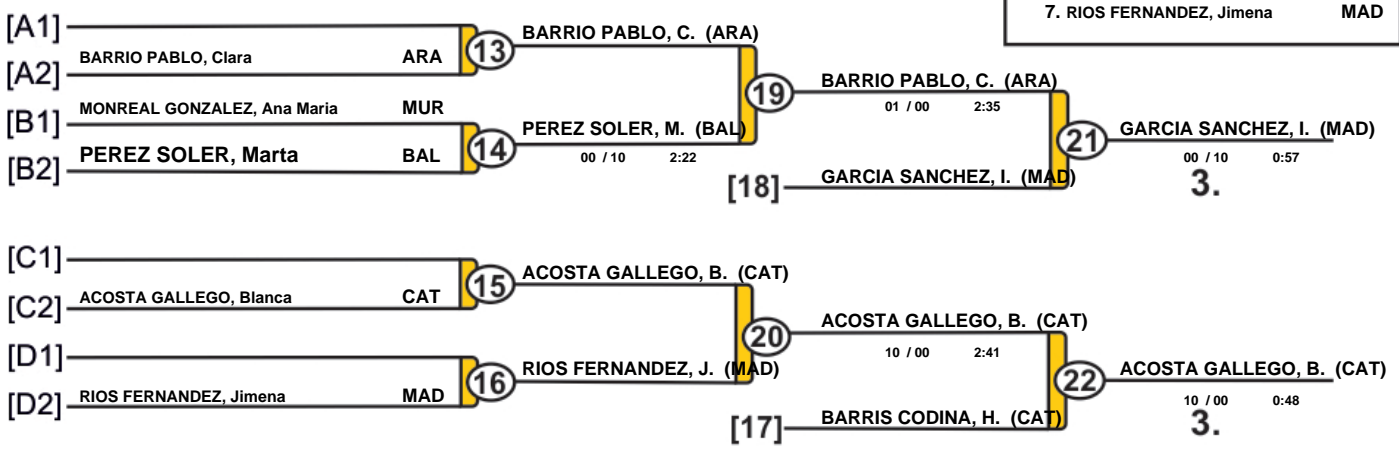 7. RIOS FERNANDEZ, Jimena MAD
[A1]
BARRIO PABLO, C. (ARA)
13
BARRIO PABLO, Clara ARA
[A2]
BARRIO PABLO, C. (ARA)
19
01 / 00 2:35
MONREAL GONZALEZ, Ana Maria MUR
[B1]
PEREZ SOLER, M. (BAL)
GARCIA SANCHEZ, I. (MAD)
21
14
PEREZ SOLER, Marta BAL
00 / 10 2:22
00 / 10 0:57
[B2]
GARCIA SANCHEZ, I. (MAD)
[18]
3.
[C1]
ACOSTA GALLEGO, B. (CAT)
15
ACOSTA GALLEGO, Blanca CAT
[C2]
ACOSTA GALLEGO, B. (CAT)
20
10 / 00 2:41
[D1]
RIOS FERNANDEZ, J. (MAD)
ACOSTA GALLEGO, B. (CAT)
16
22
RIOS FERNANDEZ, Jimena MAD
10 / 00 0:48
[D2]
BARRIS CODINA, H. (CAT)
[17]
3.